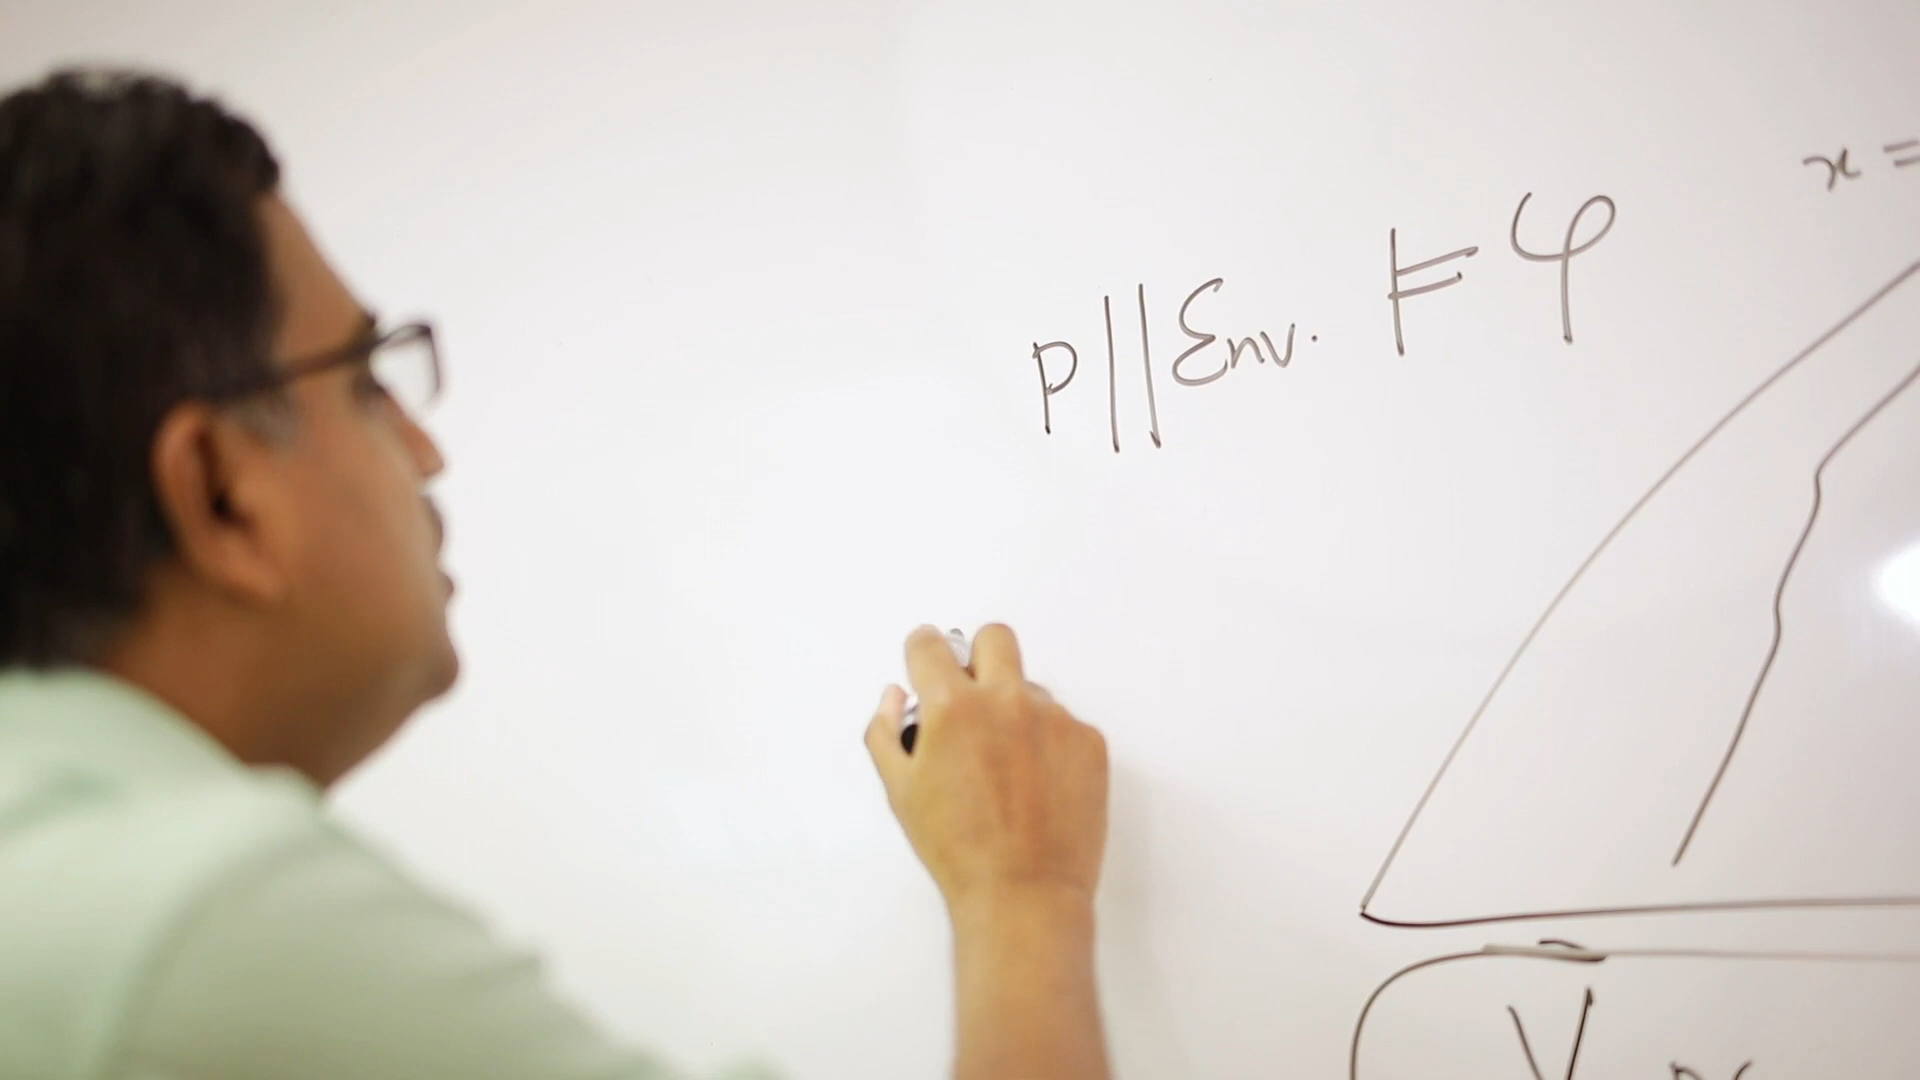 x =
P || Env. ⊨ φ